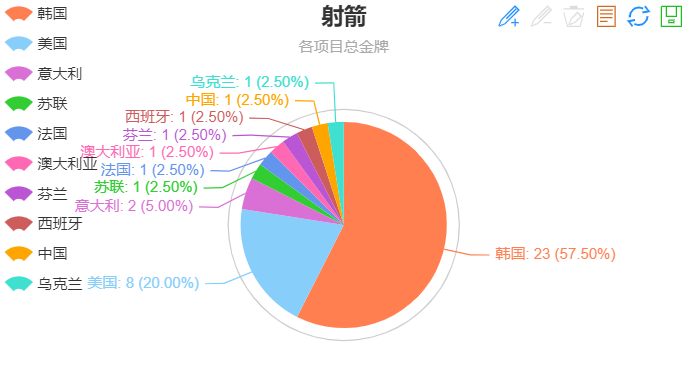 射箭
各项目总金牌
韩国
美国
意大利
苏联
法国
澳大利亚
芬兰
西班牙
中国
乌克兰
乌克兰: 1 (2.50%)
中国: 1 (2.50%)
西班牙: 1 (2.50%)
芬兰: 1 (2.50%)
澳大利亚: 1 (2.50%)
法国: 1 (2.50%)
苏联: 1 (2.50%)
意大利: 2 (5.00%)
美国: 8 (20.00%)
韩国: 23 (57.50%)